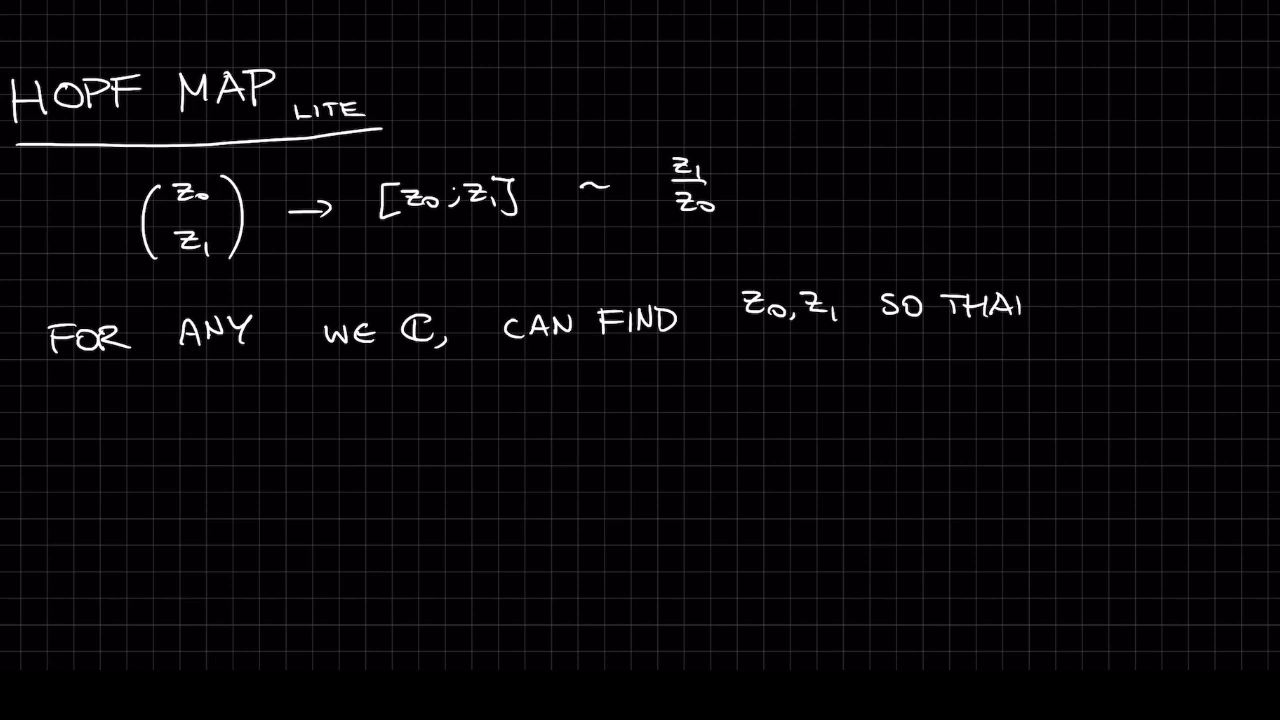 HOPF MAP LITE
(z₀ z₁) → [z₀ ; z₁] ~ z₁/z₀
FOR ANY W ∈ ℂ, CAN FIND z₀, z₁ SO THAT